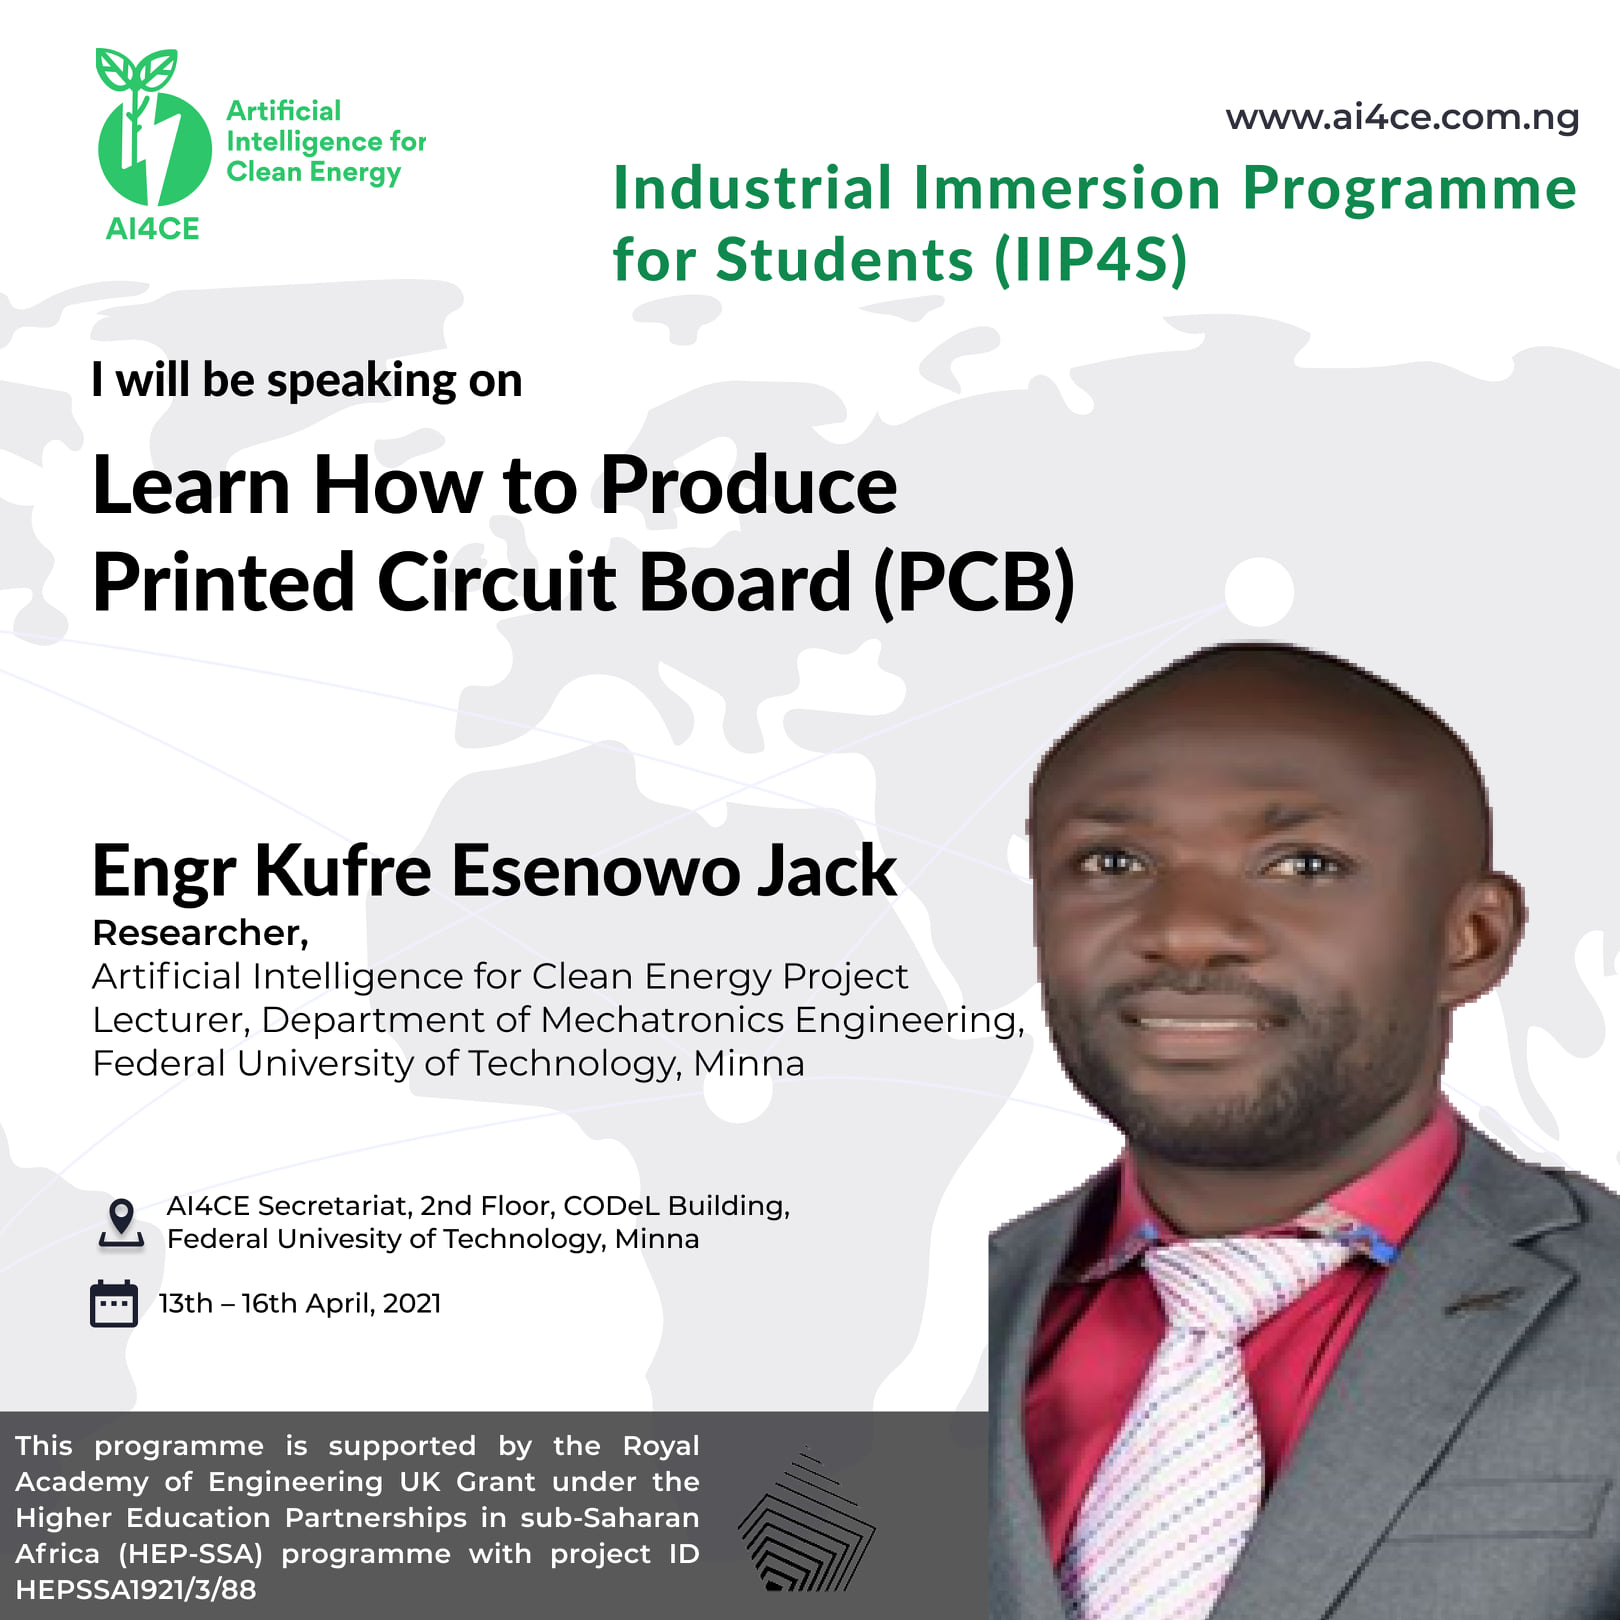 Artificial
Intelligence for
Clean Energy
AI4CE
www.ai4ce.com.ng
Industrial Immersion Programme
for Students (IIP4S)
I will be speaking on
Learn How to Produce
Printed Circuit Board (PCB)
Engr Kufre Esenowo Jack
Researcher,
Artificial Intelligence for Clean Energy Project
Lecturer, Department of Mechatronics Engineering,
Federal University of Technology, Minna
AI4CE Secretariat, 2nd Floor, CODeL Building,
Federal Univesity of Technology, Minna
13th – 16th April, 2021
This programme is supported by the Royal
Academy of Engineering UK Grant under the
Higher Education Partnerships in sub-Saharan
Africa (HEP-SSA) programme with project ID
HEPSSA1921/3/88